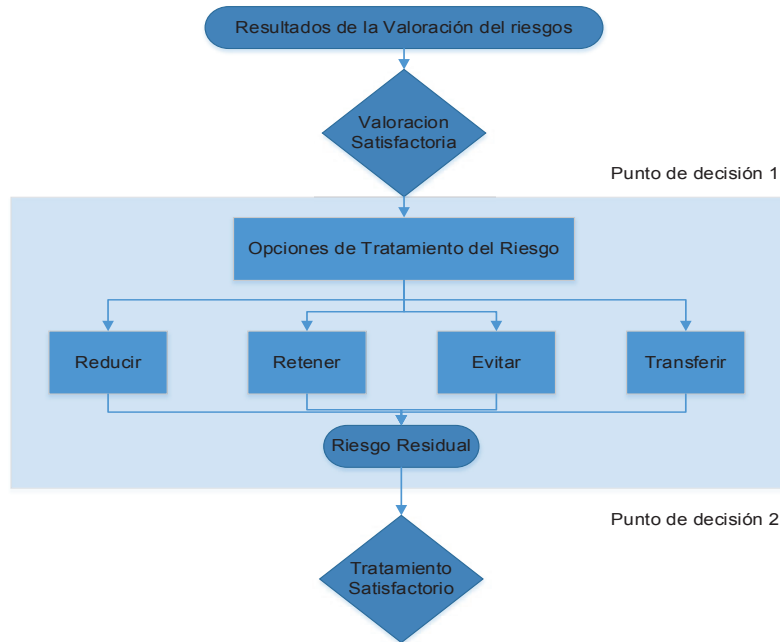 Resultados de la Valoración del riesgos
Valoracion
Satisfactoria
Punto de decisión 1
Opciones de Tratamiento del Riesgo
Reducir
Retener
Evitar
Transferir
Riesgo Residual
Punto de decisión 2
Tratamiento
Satisfactorio